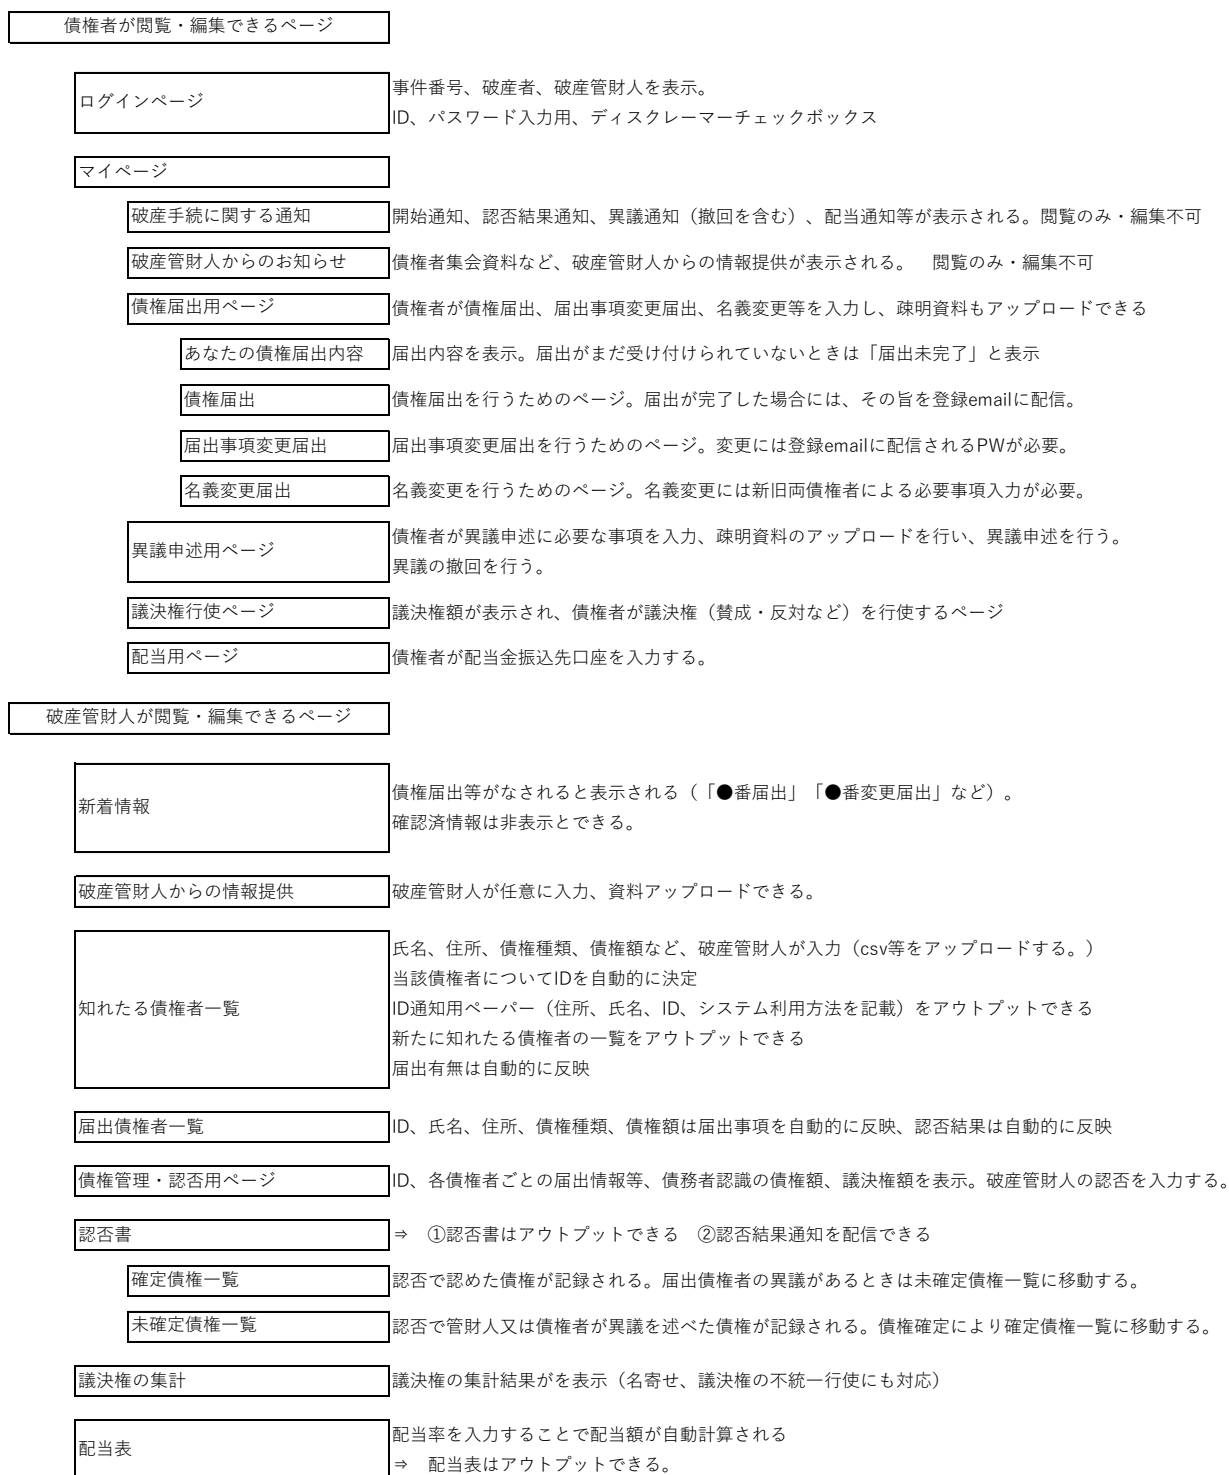 債権者が閲覧・編集できるページ
ログインページ
事件番号、破産者、破産管財人を表示。
ID、パスワード入力用、ディスクレーマーチェックボックス
マイページ
破産手続に関する通知
開始通知、認否結果通知、異議通知（撤回を含む）、配当通知等が表示される。閲覧のみ・編集不可
破産管財人からのお知らせ
債権者集会資料など、破産管財人からの情報提供が表示される。　閲覧のみ・編集不可
債権届出用ページ
債権者が債権届出、届出事項変更届出、名義変更等を入力し、疎明資料もアップロードできる
あなたの債権届出内容
届出内容を表示。届出がまだ受け付けられていないときは「届出未完了」と表示
債権届出
債権届出を行うためのページ。届出が完了した場合には、その旨を登録emailに配信。
届出事項変更届出
届出事項変更届出を行うためのページ。変更には登録emailに配信されるPWが必要。
名義変更届出
名義変更を行うためのページ。名義変更には新旧両債権者による必要事項入力が必要。
異議申述用ページ
債権者が異議申述に必要な事項を入力、疎明資料のアップロードを行い、異議申述を行う。
異議の撤回を行う。
議決権行使ページ
議決権額が表示され、債権者が議決権（賛成・反対など）を行使するページ
配当用ページ
債権者が配当金振込先口座を入力する。
破産管財人が閲覧・編集できるページ
新着情報
債権届出等がなされると表示される（「●番届出」「●番変更届出」など）。
確認済情報は非表示とできる。
破産管財人からの情報提供
破産管財人が任意に入力、資料アップロードできる。
知れたる債権者一覧
氏名、住所、債権種類、債権額など、破産管財人が入力（csv等をアップロードする。）
当該債権者についてIDを自動的に決定
ID通知用ペーパー（住所、氏名、ID、システム利用方法を記載）をアウトプットできる
新たに知れたる債権者の一覧をアウトプットできる
届出有無は自動的に反映
届出債権者一覧
ID、氏名、住所、債権種類、債権額は届出事項を自動的に反映、認否結果は自動的に反映
債権管理・認否用ページ
ID、各債権者ごとの届出情報等、債務者認識の債権額、議決権額を表示。破産管財人の認否を入力する。
認否書
⇒　①認否書はアウトプットできる　②認否結果通知を配信できる
確定債権一覧
認否で認めた債権が記録される。届出債権者の異議があるときは未確定債権一覧に移動する。
未確定債権一覧
認否で管財人又は債権者が異議を述べた債権が記録される。債権確定により確定債権一覧に移動する。
議決権の集計
議決権の集計結果がを表示（名寄せ、議決権の不統一行使にも対応）
配当表
配当率を入力することで配当額が自動計算される
⇒　配当表はアウトプットできる。